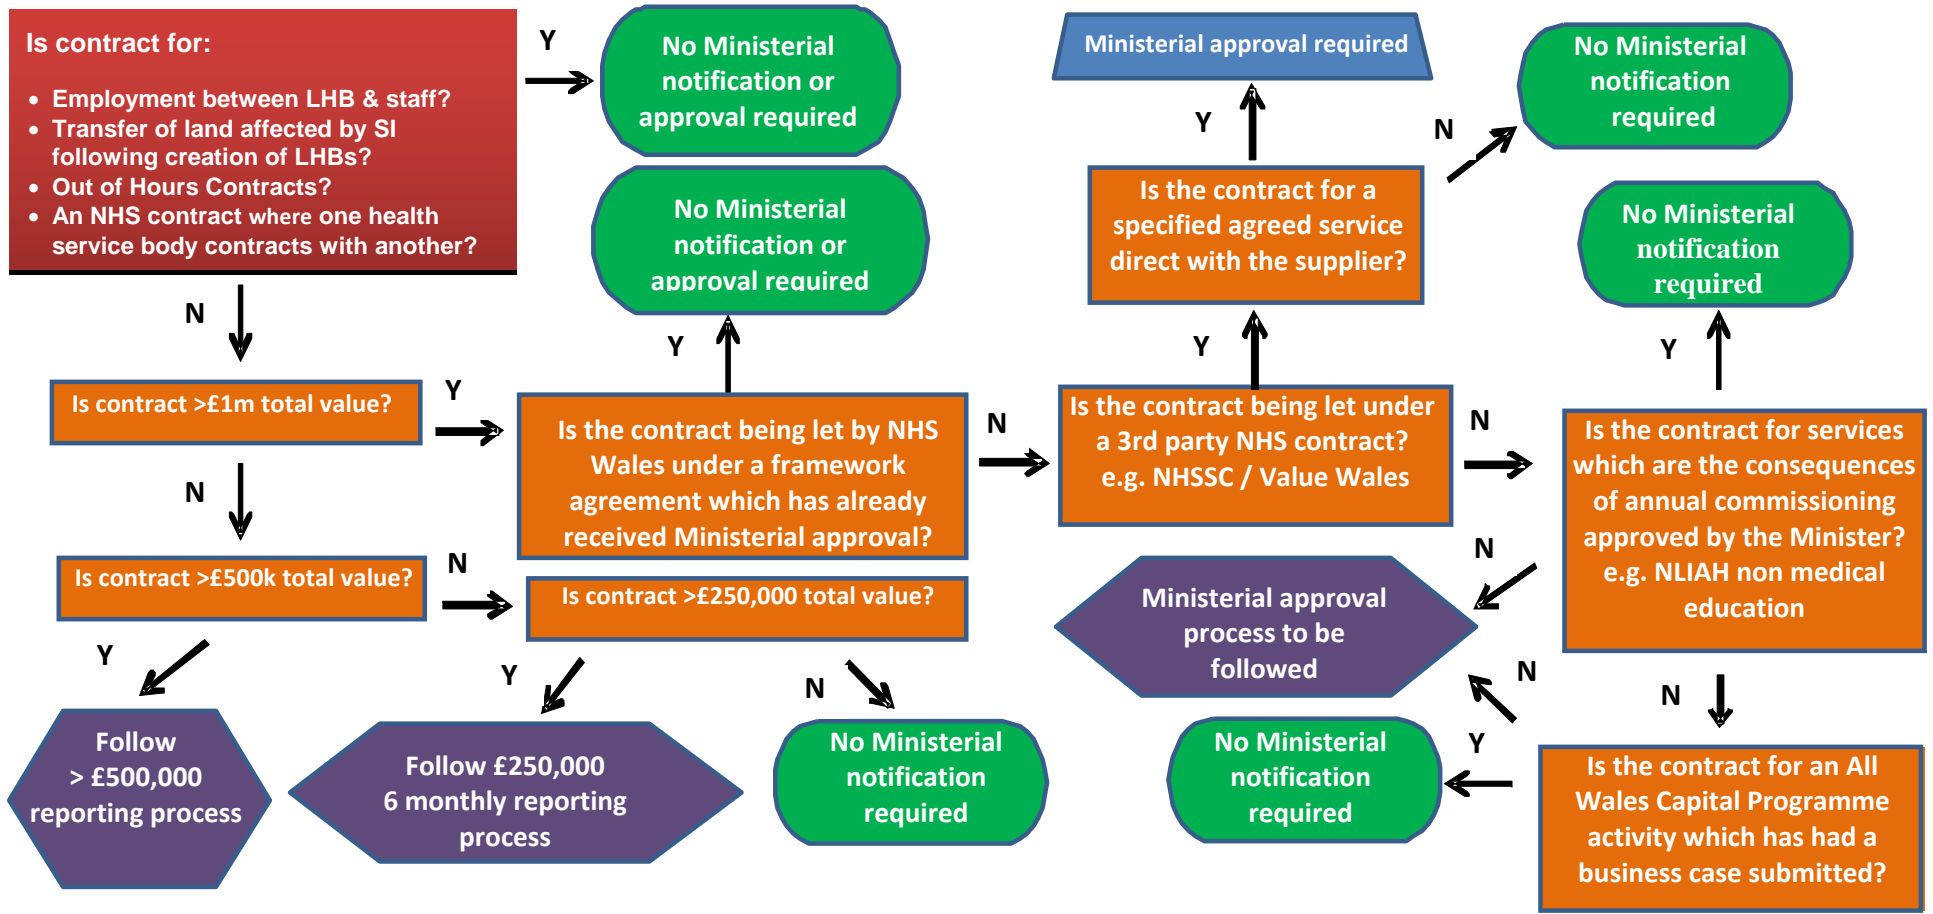 Is contract for:
• Employment between LHB & staff?
• Transfer of land affected by SI
following creation of LHBs?
• Out of Hours Contracts?
• An NHS contract where one health
service body contracts with another?
Y
No Ministerial
notification or
approval required
N
No Ministerial
notification or
approval required
Y
Is contract >£1m total value?
Y
Is the contract being let by NHS
Wales under a framework
agreement which has already
received Ministerial approval?
N
N
Is contract >£500k total value?
N
Is contract >£250,000 total value?
Y
Follow
> £500,000
reporting process
Y
Follow £250,000
6 monthly reporting
process
N
No Ministerial
notification
required
Ministerial approval required
Y
N
No Ministerial
notification
required
Is the contract for a
specified agreed service
direct with the supplier?
Y
Is the contract being let under
a 3rd party NHS contract?
e.g. NHSSC / Value Wales
N
No Ministerial
notification
required
Y
Is the contract for services
which are the consequences
of annual commissioning
approved by the Minister?
e.g. NLIAH non medical
education
N
Ministerial approval
process to be
followed
N
N
Y
No Ministerial
notification
required
Is the contract for an All
Wales Capital Programme
activity which has had a
business case submitted?